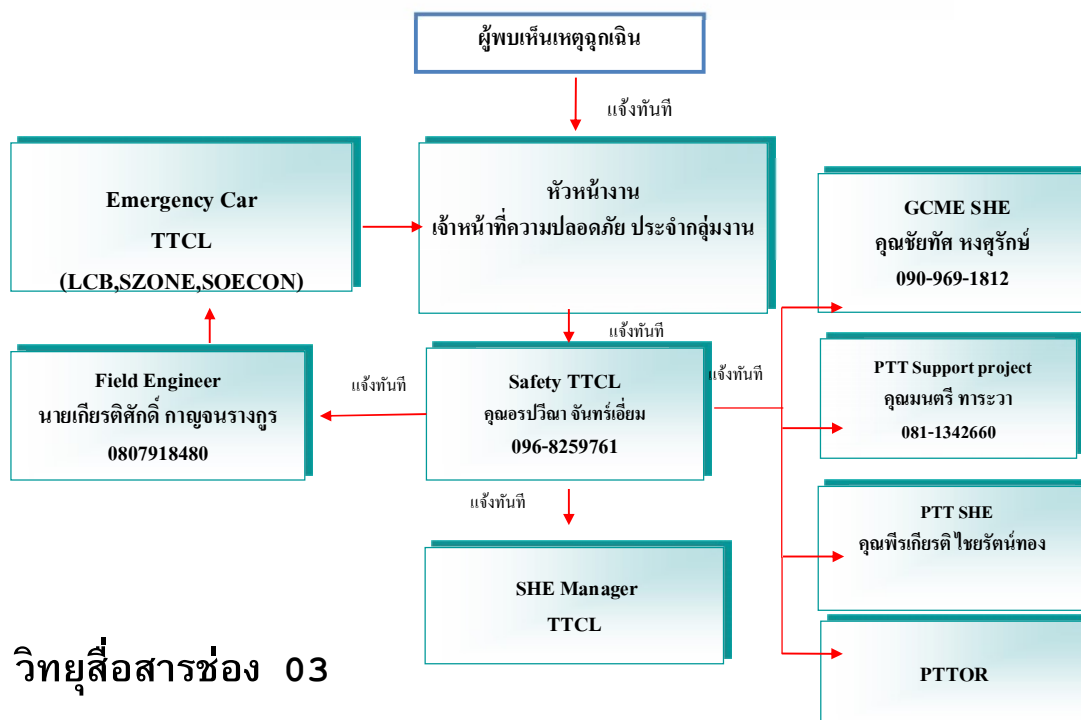 ผู้พบเห็นเหตุฉุกเฉิน
แจ้งทันที
Emergency Car
TTCL
(LCB,SZONE,SOECON)
หัวหน้างาน
เจ้าหน้าที่ความปลอดภัย ประจำกลุ่มงาน
GCME SHE
คุณชัยทัศ หงศุรักษ์
090-969-1812
แจ้งทันที
Field Engineer
นายเกียรติศักดิ์ กาญจนรางกูร
0807918480
แจ้งทันที
Safety TTCL
คุณอรปวีณา จันทร์เอี่ยม
096-8259761
แจ้งทันที
PTT Support project
คุณมนตรี ทาระวา
081-1342660
แจ้งทันที
PTT SHE
คุณพีรเกียรติ ไชยรัตน์ทอง
SHE Manager
TTCL
PTTOR
วิทยุสื่อสารช่อง 03